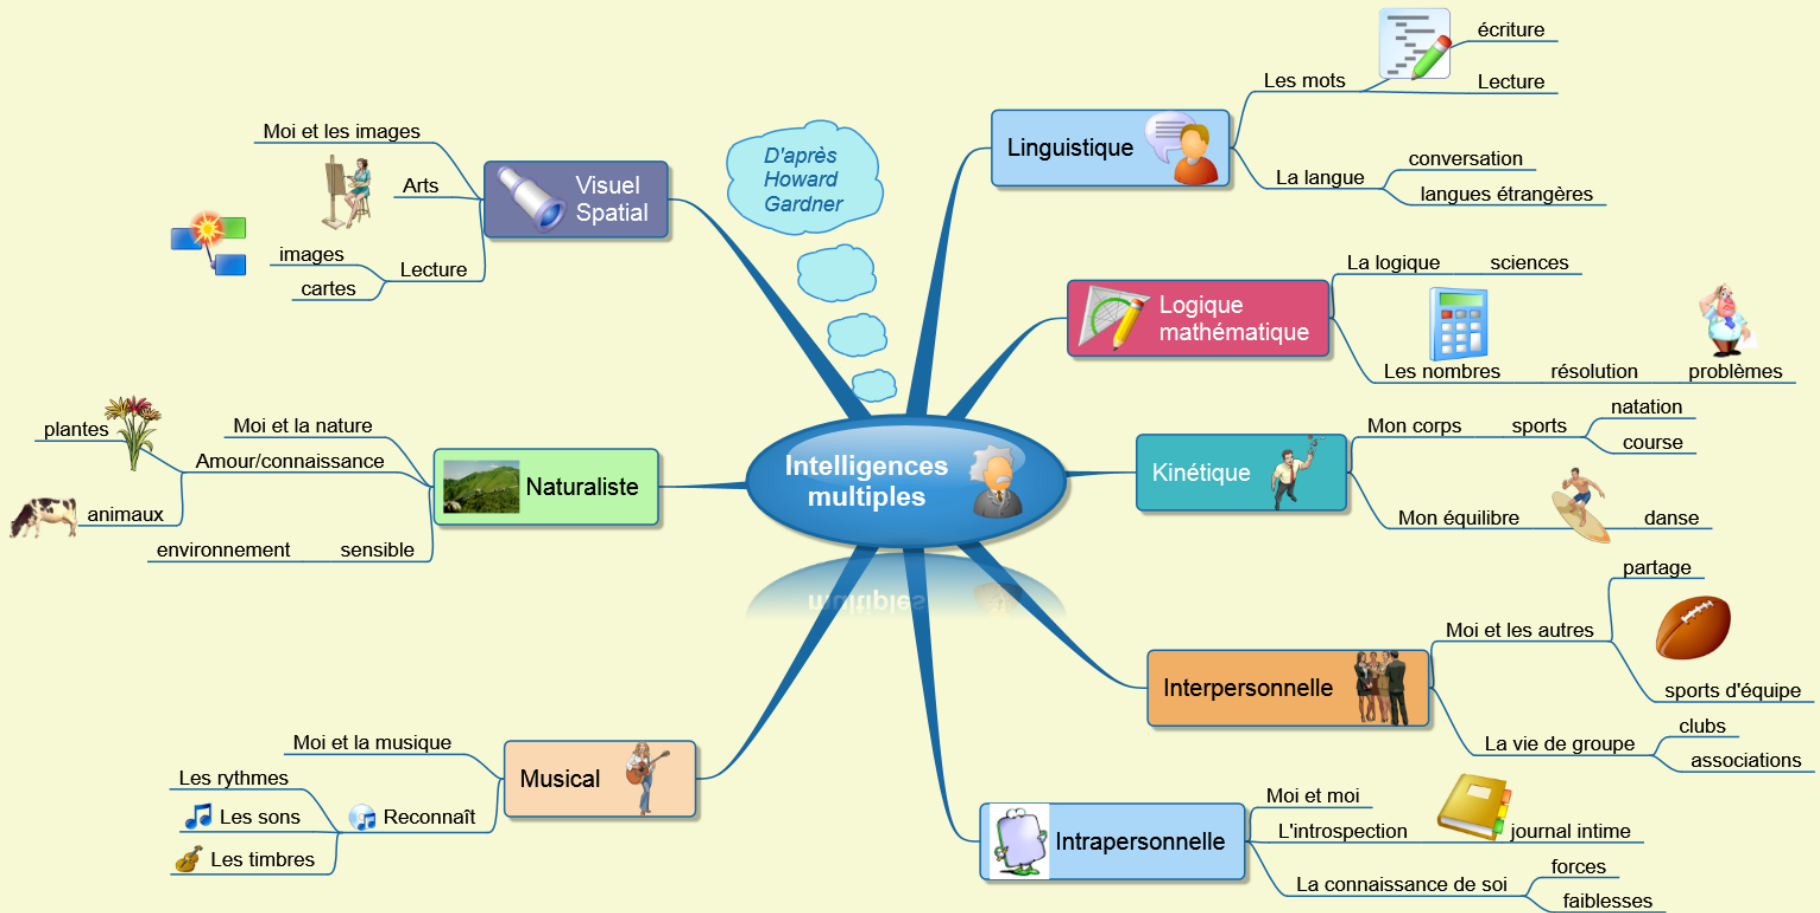 D'après
Howard
Gardner
Intelligences
multiples
Linguistique
Les mots
écriture
Lecture
La langue
conversation
langues étrangères
Logique
mathématique
La logique
sciences
Les nombres
résolution
problèmes
Kinétique
Mon corps
sports
natation
course
Mon équilibre
danse
Interpersonnelle
Moi et les autres
partage
sports d'équipe
La vie de groupe
clubs
associations
Intrapersonnelle
Moi et moi
L'introspection
journal intime
La connaissance de soi
forces
faiblesses
Musical
Moi et la musique
Reconnaît
Les rythmes
Les sons
Les timbres
Naturaliste
Moi et la nature
Amour/connaissance
plantes
animaux
sensible
environnement
Visuel
Spatial
Moi et les images
Arts
Lecture
images
cartes
multiples